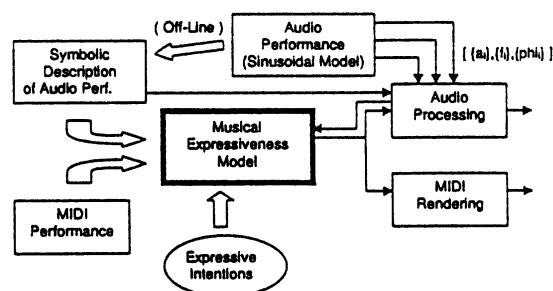 ( Off-Line )
Audio
Performance
(Sinusoidal Model)
[ {ai},{fi},{phii} ]
Symbolic
Description
of Audio Perf.
Audio
Processing
Musical
Expressiveness
Model
MIDI
Performance
MIDI
Rendering
Expressive
Intentions